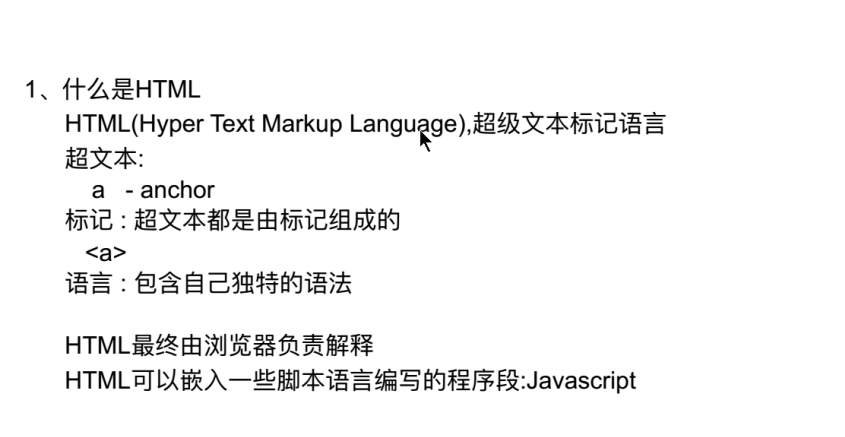 1、什么是HTML
HTML(Hyper Text Markup Language),超级文本标记语言
超文本:
a - anchor
标记 : 超文本都是由标记组成的
<a>
语言 : 包含自己独特的语法
HTML最终由浏览器负责解释
HTML可以嵌入一些脚本语言编写的程序段:Javascript